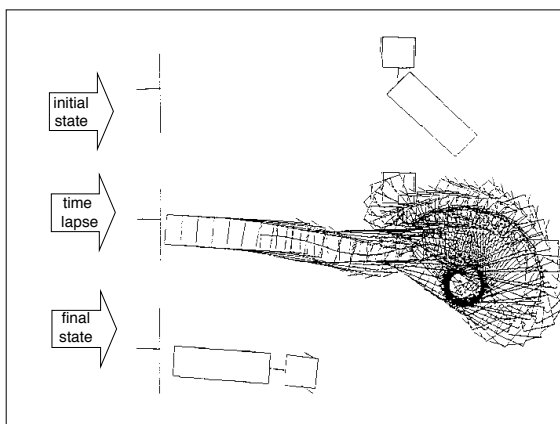 initial
state
time
lapse
final
state